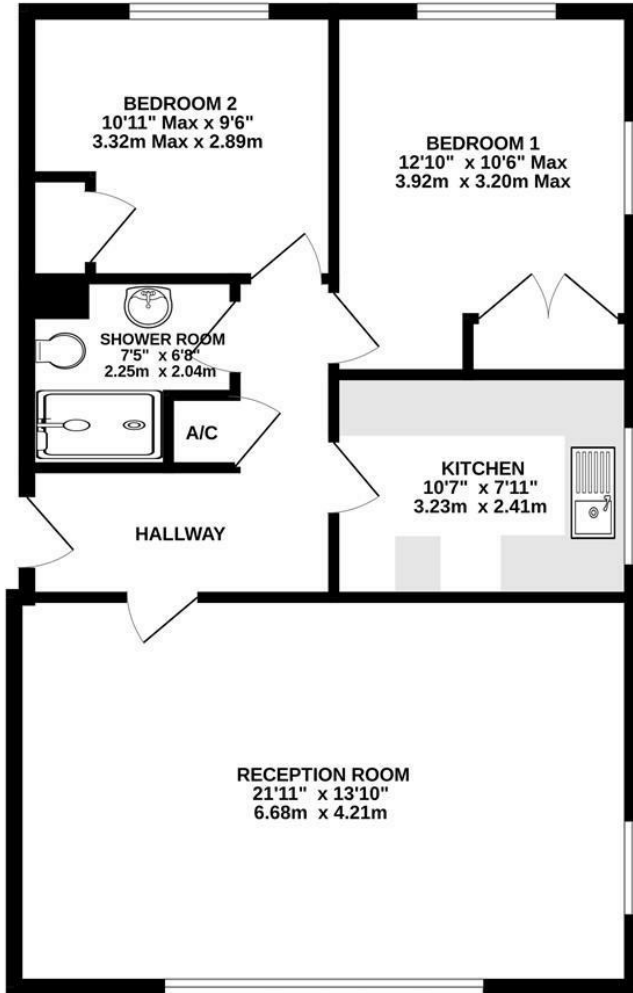 BEDROOM 2
10'11" Max x 9'6"
3.32m Max x 2.89m
BEDROOM 1
12'10" x 10'6" Max
3.92m x 3.20m Max
SHOWER ROOM
7'5" x 6'8"
2.25m x 2.04m
A/C
KITCHEN
10'7" x 7'11"
3.23m x 2.41m
HALLWAY
RECEPTION ROOM
21'11" x 13'10"
6.68m x 4.21m